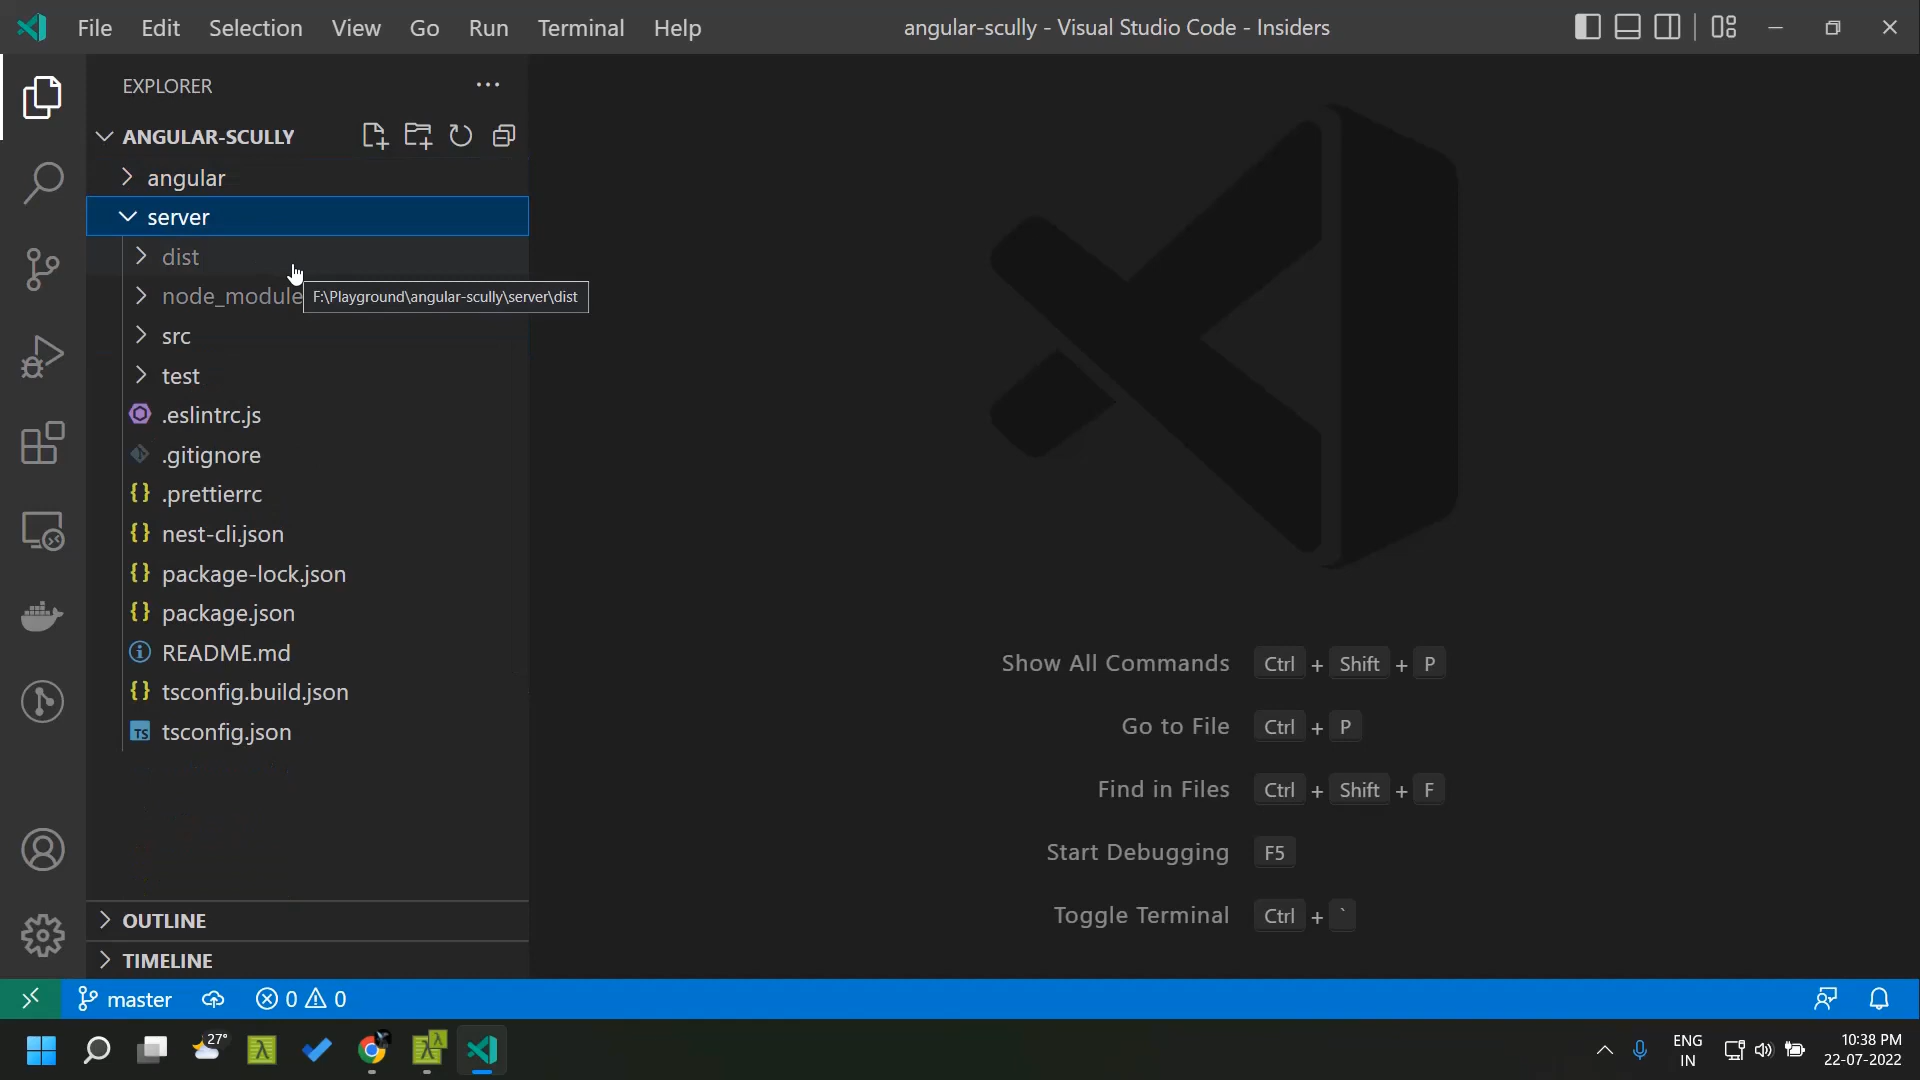 File Edit Selection View Go Run Terminal Help
angular-scully - Visual Studio Code - Insiders
EXPLORER
ANGULAR-SCULLY
angular
server
dist
node_module
F:\Playground\angular-scully\server\dist
src
test
.eslintrc.js
.gitignore
.prettierrc
nest-cli.json
package-lock.json
package.json
README.md
tsconfig.build.json
TS tsconfig.json
Show All Commands Ctrl + Shift + P
Go to File Ctrl + P
Find in Files Ctrl + Shift + F
Start Debugging F5
Toggle Terminal Ctrl + `
OUTLINE
TIMELINE
master 0 0
27°
ENG
IN
10:38 PM
22-07-2022